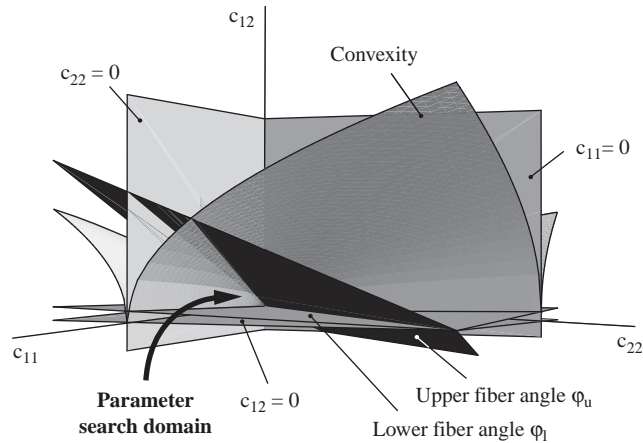 c₁₂
c₂₂ = 0
Convexity
c₁₁= 0
c₁₁
c₂₂
Parameter
search domain
c₁₂ = 0
Upper fiber angle φᵤ
Lower fiber angle φₗ